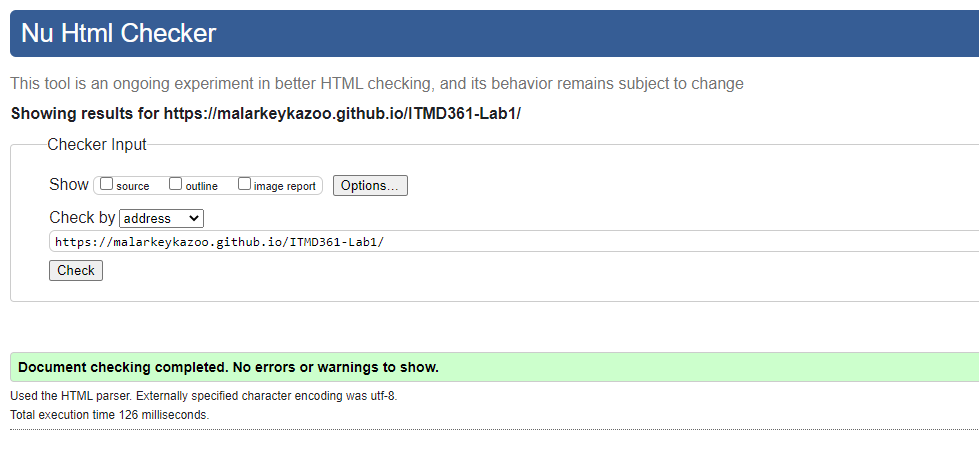 Nu Html Checker
This tool is an ongoing experiment in better HTML checking, and its behavior remains subject to change
Showing results for https://malarkeykazoo.github.io/ITMD361-Lab1/
Checker Input
Show source outline image report Options...
Check by address
https://malarkeykazoo.github.io/ITMD361-Lab1/
Check
Document checking completed. No errors or warnings to show.
Used the HTML parser. Externally specified character encoding was utf-8.
Total execution time 126 milliseconds.